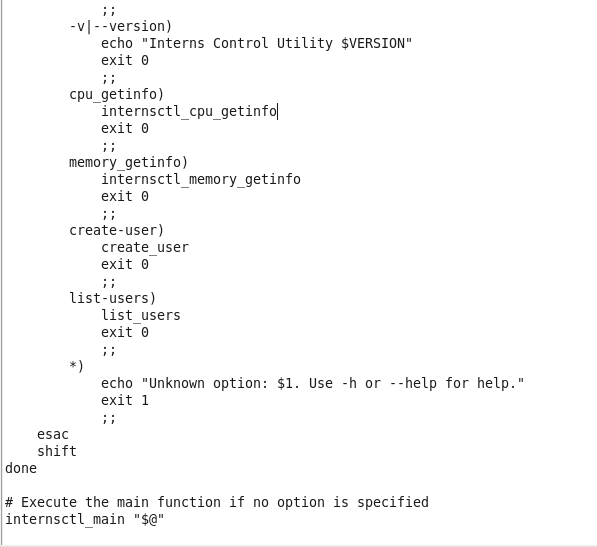 ;;
        -v|--version)
            echo "Interns Control Utility $VERSION"
            exit 0
            ;;
        cpu_getinfo)
            internsctl_cpu_getinfo
            exit 0
            ;;
        memory_getinfo)
            internsctl_memory_getinfo
            exit 0
            ;;
        create-user)
            create_user
            exit 0
            ;;
        list-users)
            list_users
            exit 0
            ;;
        *)
            echo "Unknown option: $1. Use -h or --help for help."
            exit 1
            ;;
    esac
    shift
done

# Execute the main function if no option is specified
internsctl_main "$@"